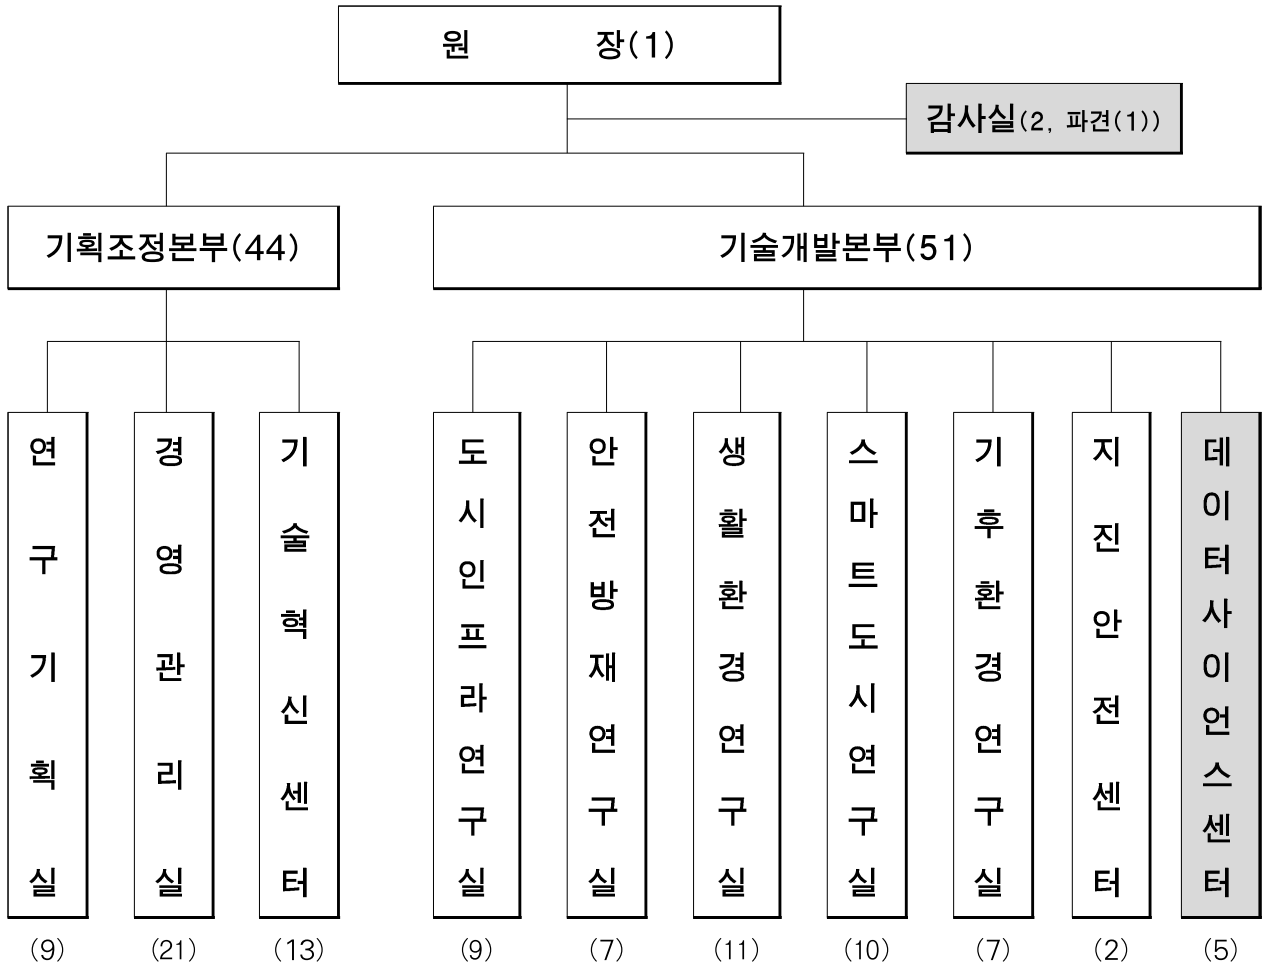 원 장(1)
감사실(2, 파견(1))
기획조정본부(44)
기술개발본부(51)
연구기획실
(9)
경영관리실
(21)
기술혁신센터
(13)
도시인프라연구실
(9)
안전방재연구실
(7)
생활환경연구실
(11)
스마트도시연구실
(10)
기후환경연구실
(7)
지진안전센터
(2)
데이터사이언스센터
(5)